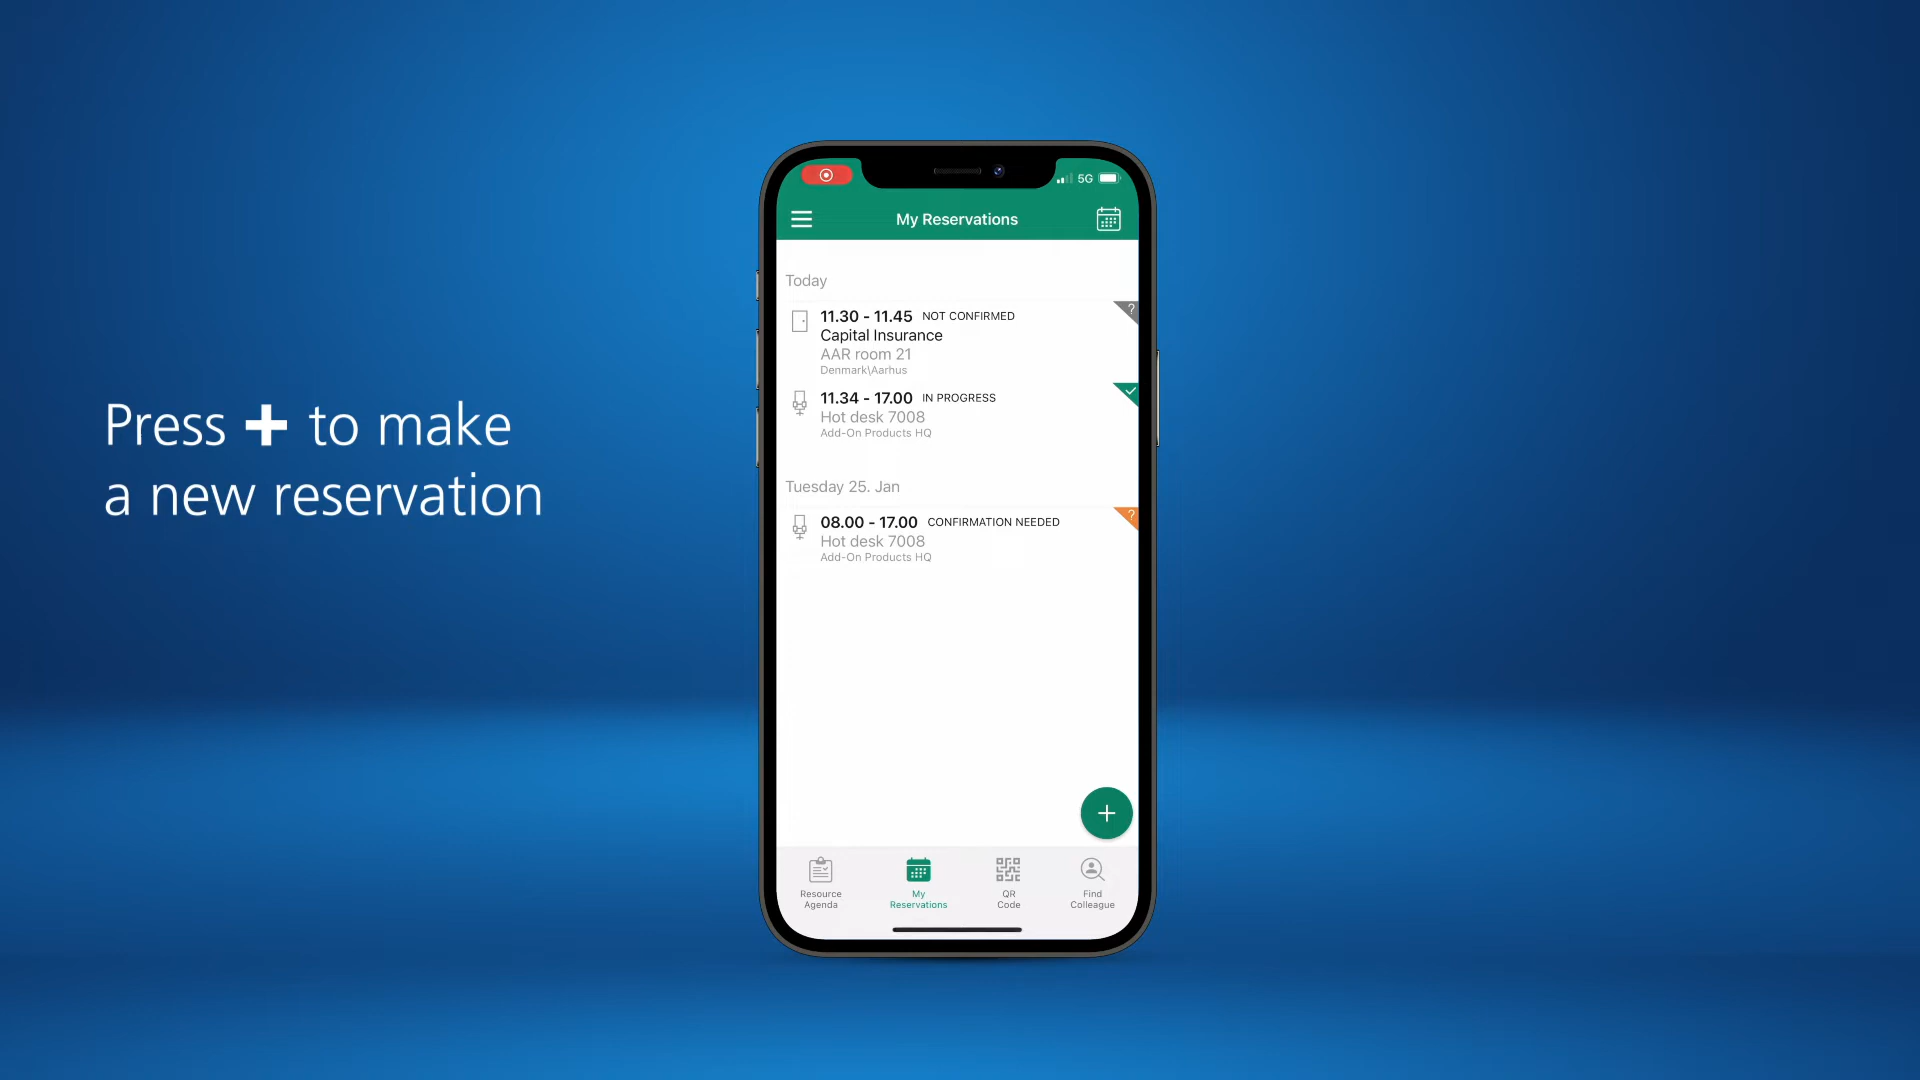 Press + to make
a new reservation
5G
My Reservations
Today
11.30 - 11.45 NOT CONFIRMED
Capital Insurance
AAR room 21
Denmark\Aarhus
11.34 - 17.00 IN PROGRESS
Hot desk 7008
Add-On Products HQ
Tuesday 25. Jan
08.00 - 17.00 CONFIRMATION NEEDED
Hot desk 7008
Add-On Products HQ
Resource
Agenda
My
Reservations
QR
Code
Find
Colleague